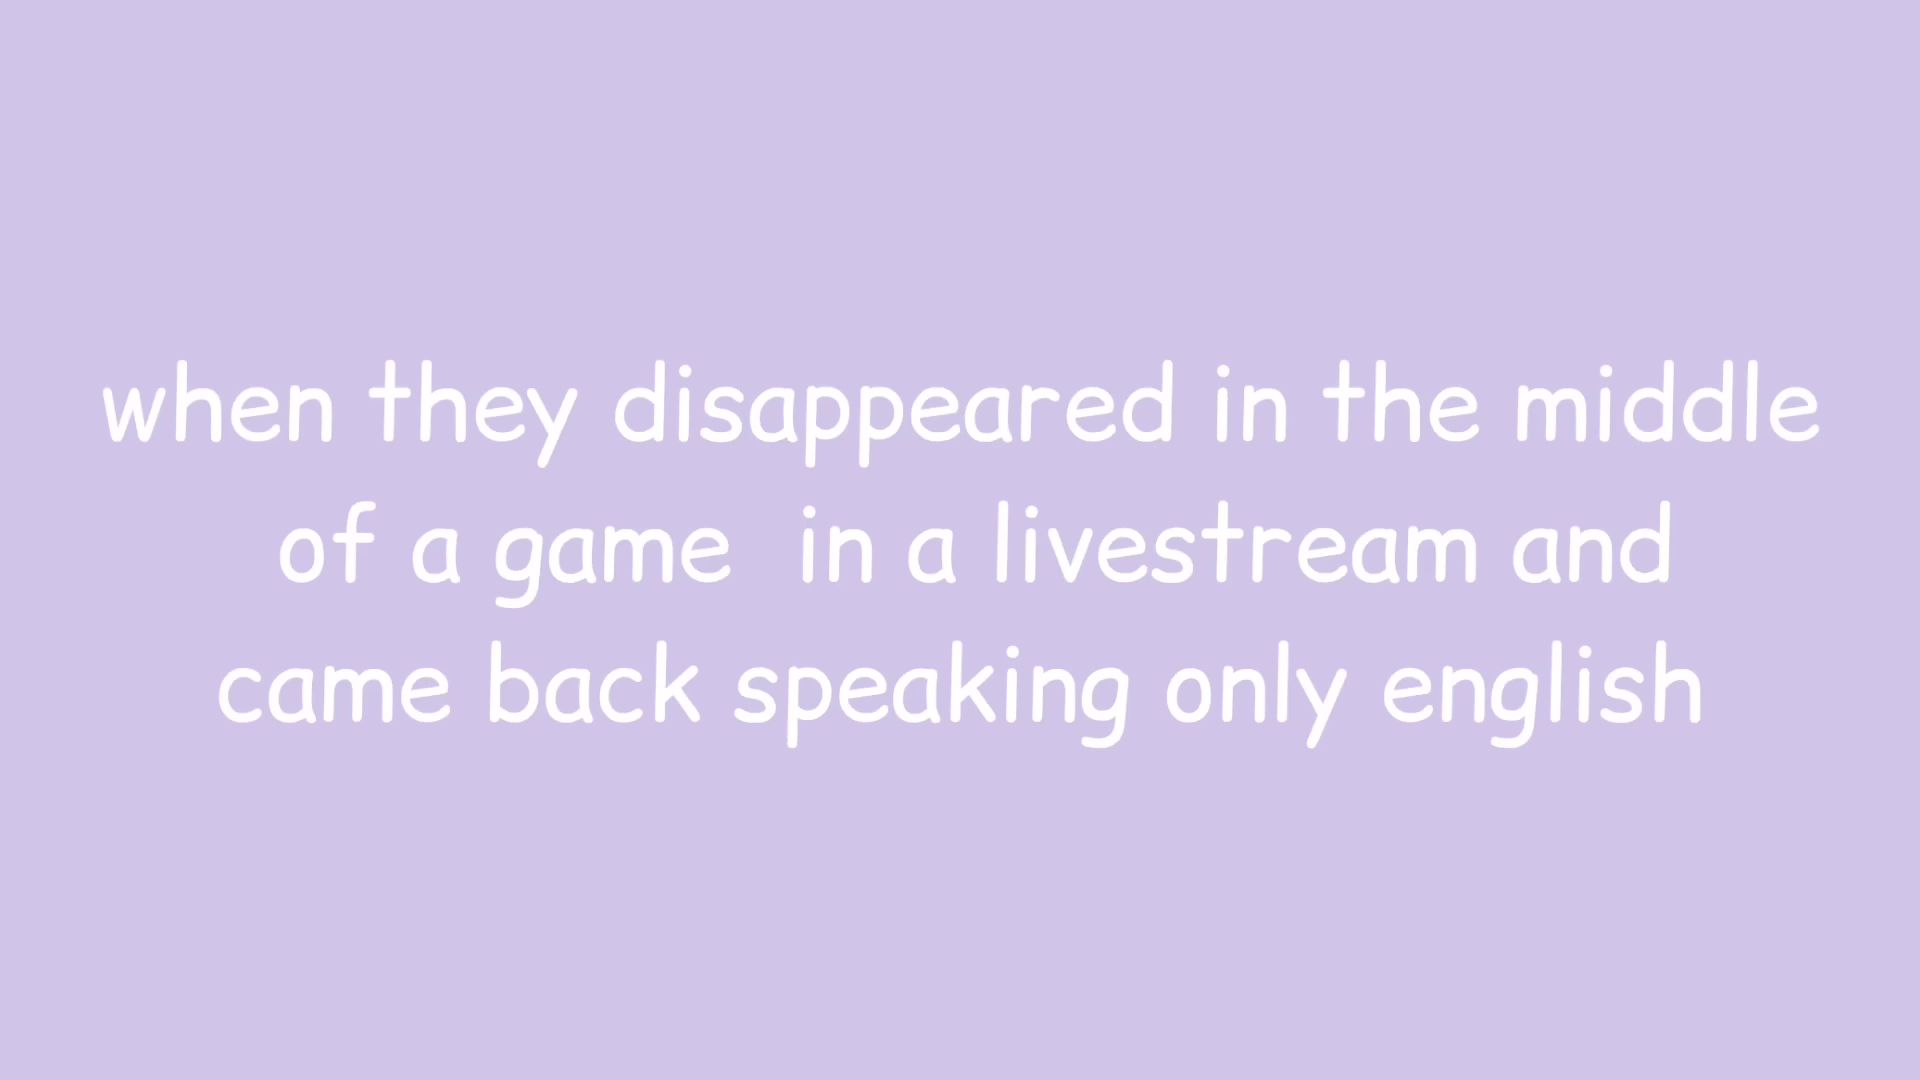 when they disappeared in the middle
of a game  in a livestream and
came back speaking only english